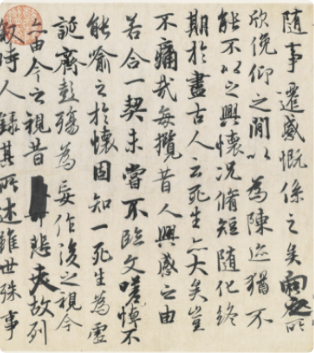 隨事遷感慨係之矣向之所
欣俛仰之閒以為陳迹猶不
能不以之興懷況脩短隨化終
期於盡古人云死生亦大矣豈
不痛哉每攬昔人興感之由
若合一契未嘗不臨文嗟悼不
能喻之於懷固知一死生為虛
誕齊彭殤為妄作後之視今
亦由今之視昔悲夫故列
敘時人錄其所述雖世殊事